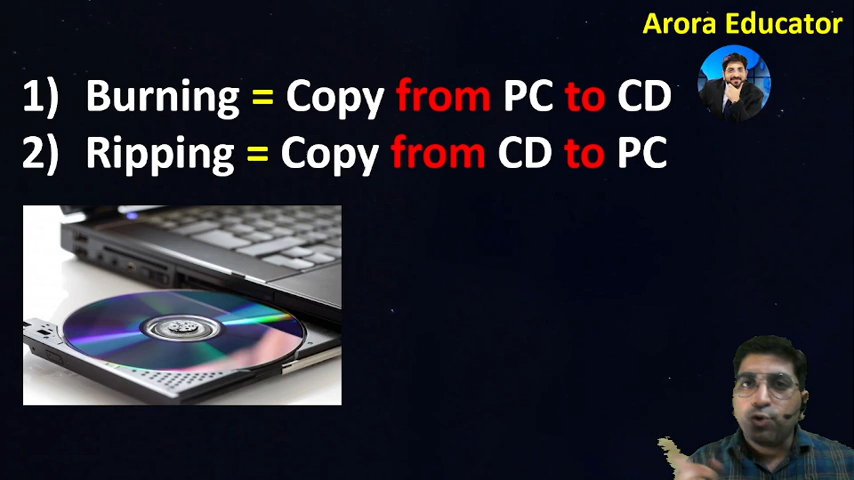 Arora Educator
1) Burning = Copy from PC to CD
2) Ripping = Copy from CD to PC